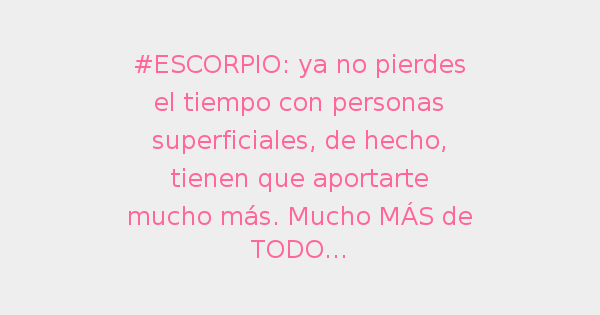 #ESCORPIO: ya no pierdes
el tiempo con personas
superficiales, de hecho,
tienen que aportarte
mucho más. Mucho MÁS de
TODO...